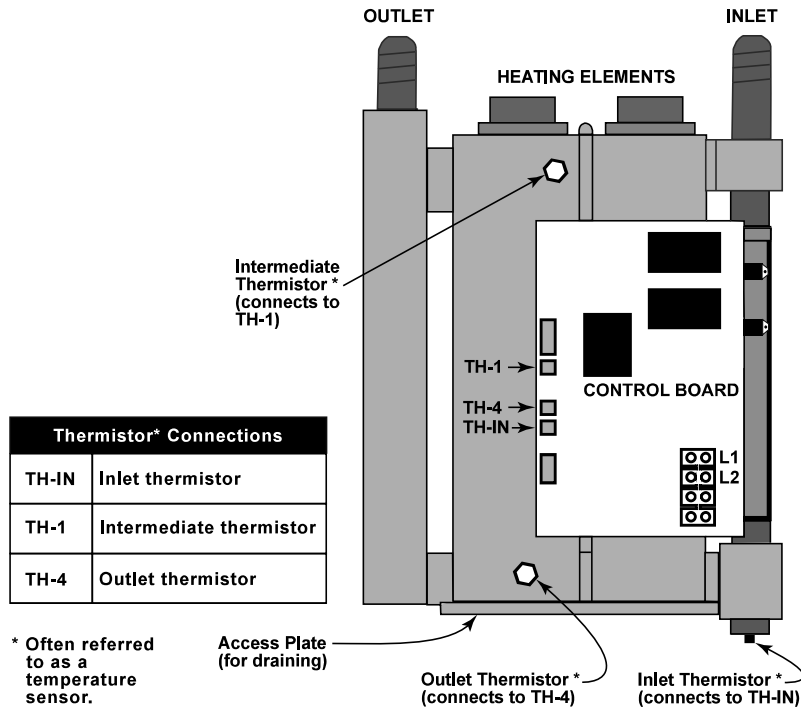 OUTLET
INLET
HEATING ELEMENTS
Intermediate
Thermistor *
(connects to
TH-1)
TH-1
TH-4
TH-IN
CONTROL BOARD
L1
L2
Thermistor* Connections
TH-IN Inlet thermistor
TH-1 Intermediate thermistor
TH-4 Outlet thermistor
* Often referred
to as a
temperature
sensor.
Access Plate
(for draining)
Outlet Thermistor *
(connects to TH-4)
Inlet Thermistor *
(connects to TH-IN)